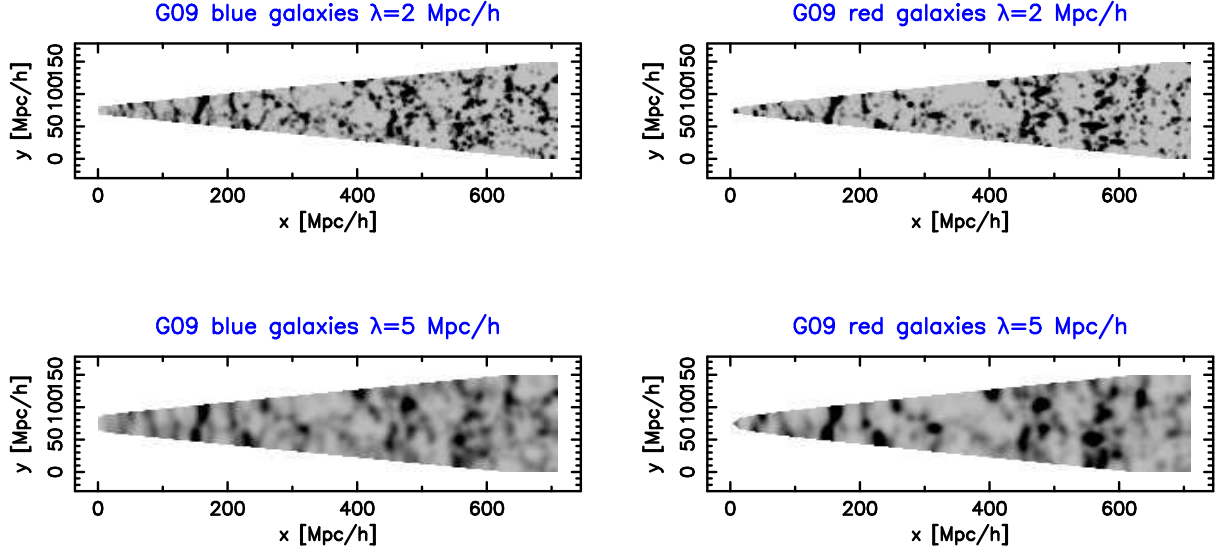 G09 blue galaxies λ=2 Mpc/h
G09 red galaxies λ=2 Mpc/h
y [Mpc/h]
0 50 100 150
0 200 400 600
x [Mpc/h]
y [Mpc/h]
0 50 100 150
0 200 400 600
x [Mpc/h]
G09 blue galaxies λ=5 Mpc/h
G09 red galaxies λ=5 Mpc/h
y [Mpc/h]
0 50 100 150
0 200 400 600
x [Mpc/h]
y [Mpc/h]
0 50 100 150
0 200 400 600
x [Mpc/h]